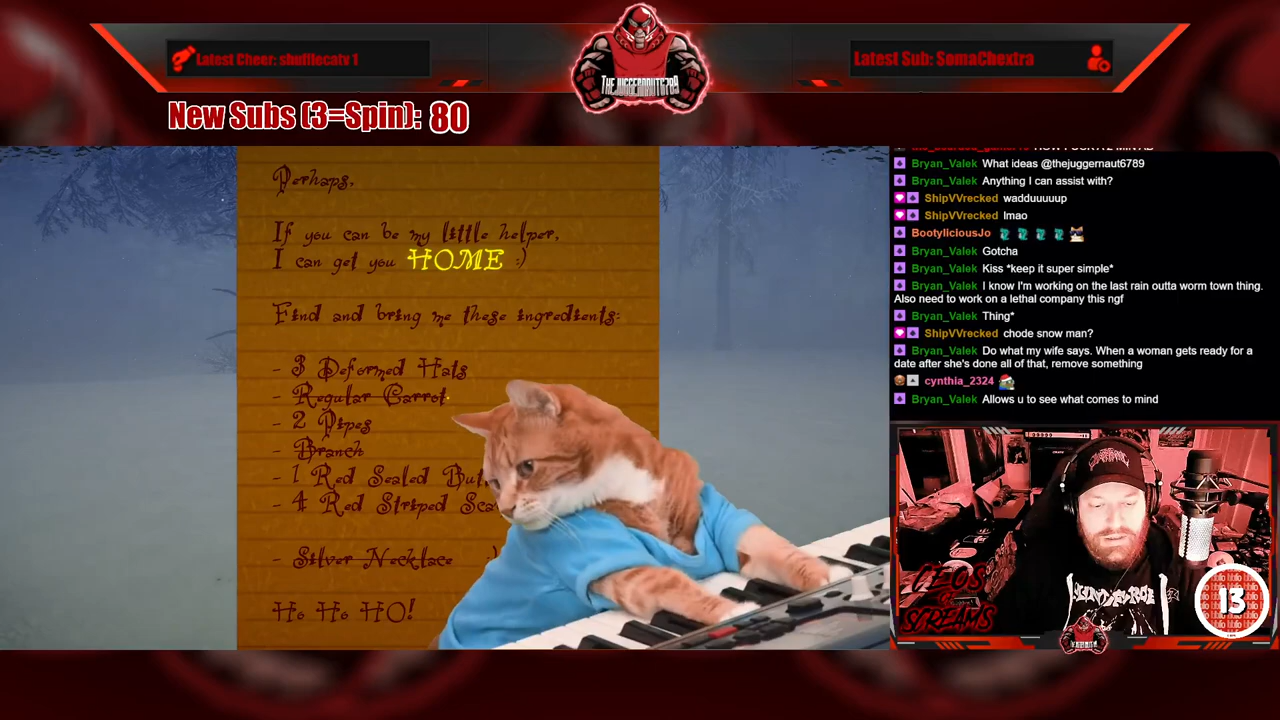 Latest Cheer: shufflecatv 1
THEJUGGERNAUT6789
Latest Sub: SomaChextra
New Subs (3=Spin): 80
Perhaps,
If you can be my little helper,
I can get you HOME :)
Find and bring me these ingredients:
- 3 Deformed Hats
- Regular Carrot
- 2 Pipes
- Branch
- 1 Red Sealed
- 4 Red Striped
- Silver Necklace :)
Ho Ho HO!
Bryan_Valek What ideas @thejuggernaut6789
Bryan_Valek Anything I can assist with?
ShipVVrecked wadduuuuup
ShipVVrecked lmao
BootyliciousJo
Bryan_Valek Gotcha
Bryan_Valek Kiss *keep it super simple*
Bryan_Valek I know I'm working on the last rain outta worm town thing.
Also need to work on a lethal company this ngf
Bryan_Valek Thing*
ShipVVrecked chode snow man?
Bryan_Valek Do what my wife says. When a woman gets ready for a
date after she's done all of that, remove something
cynthia_2324
Bryan_Valek Allows u to see what comes to mind
SCREAMS
13